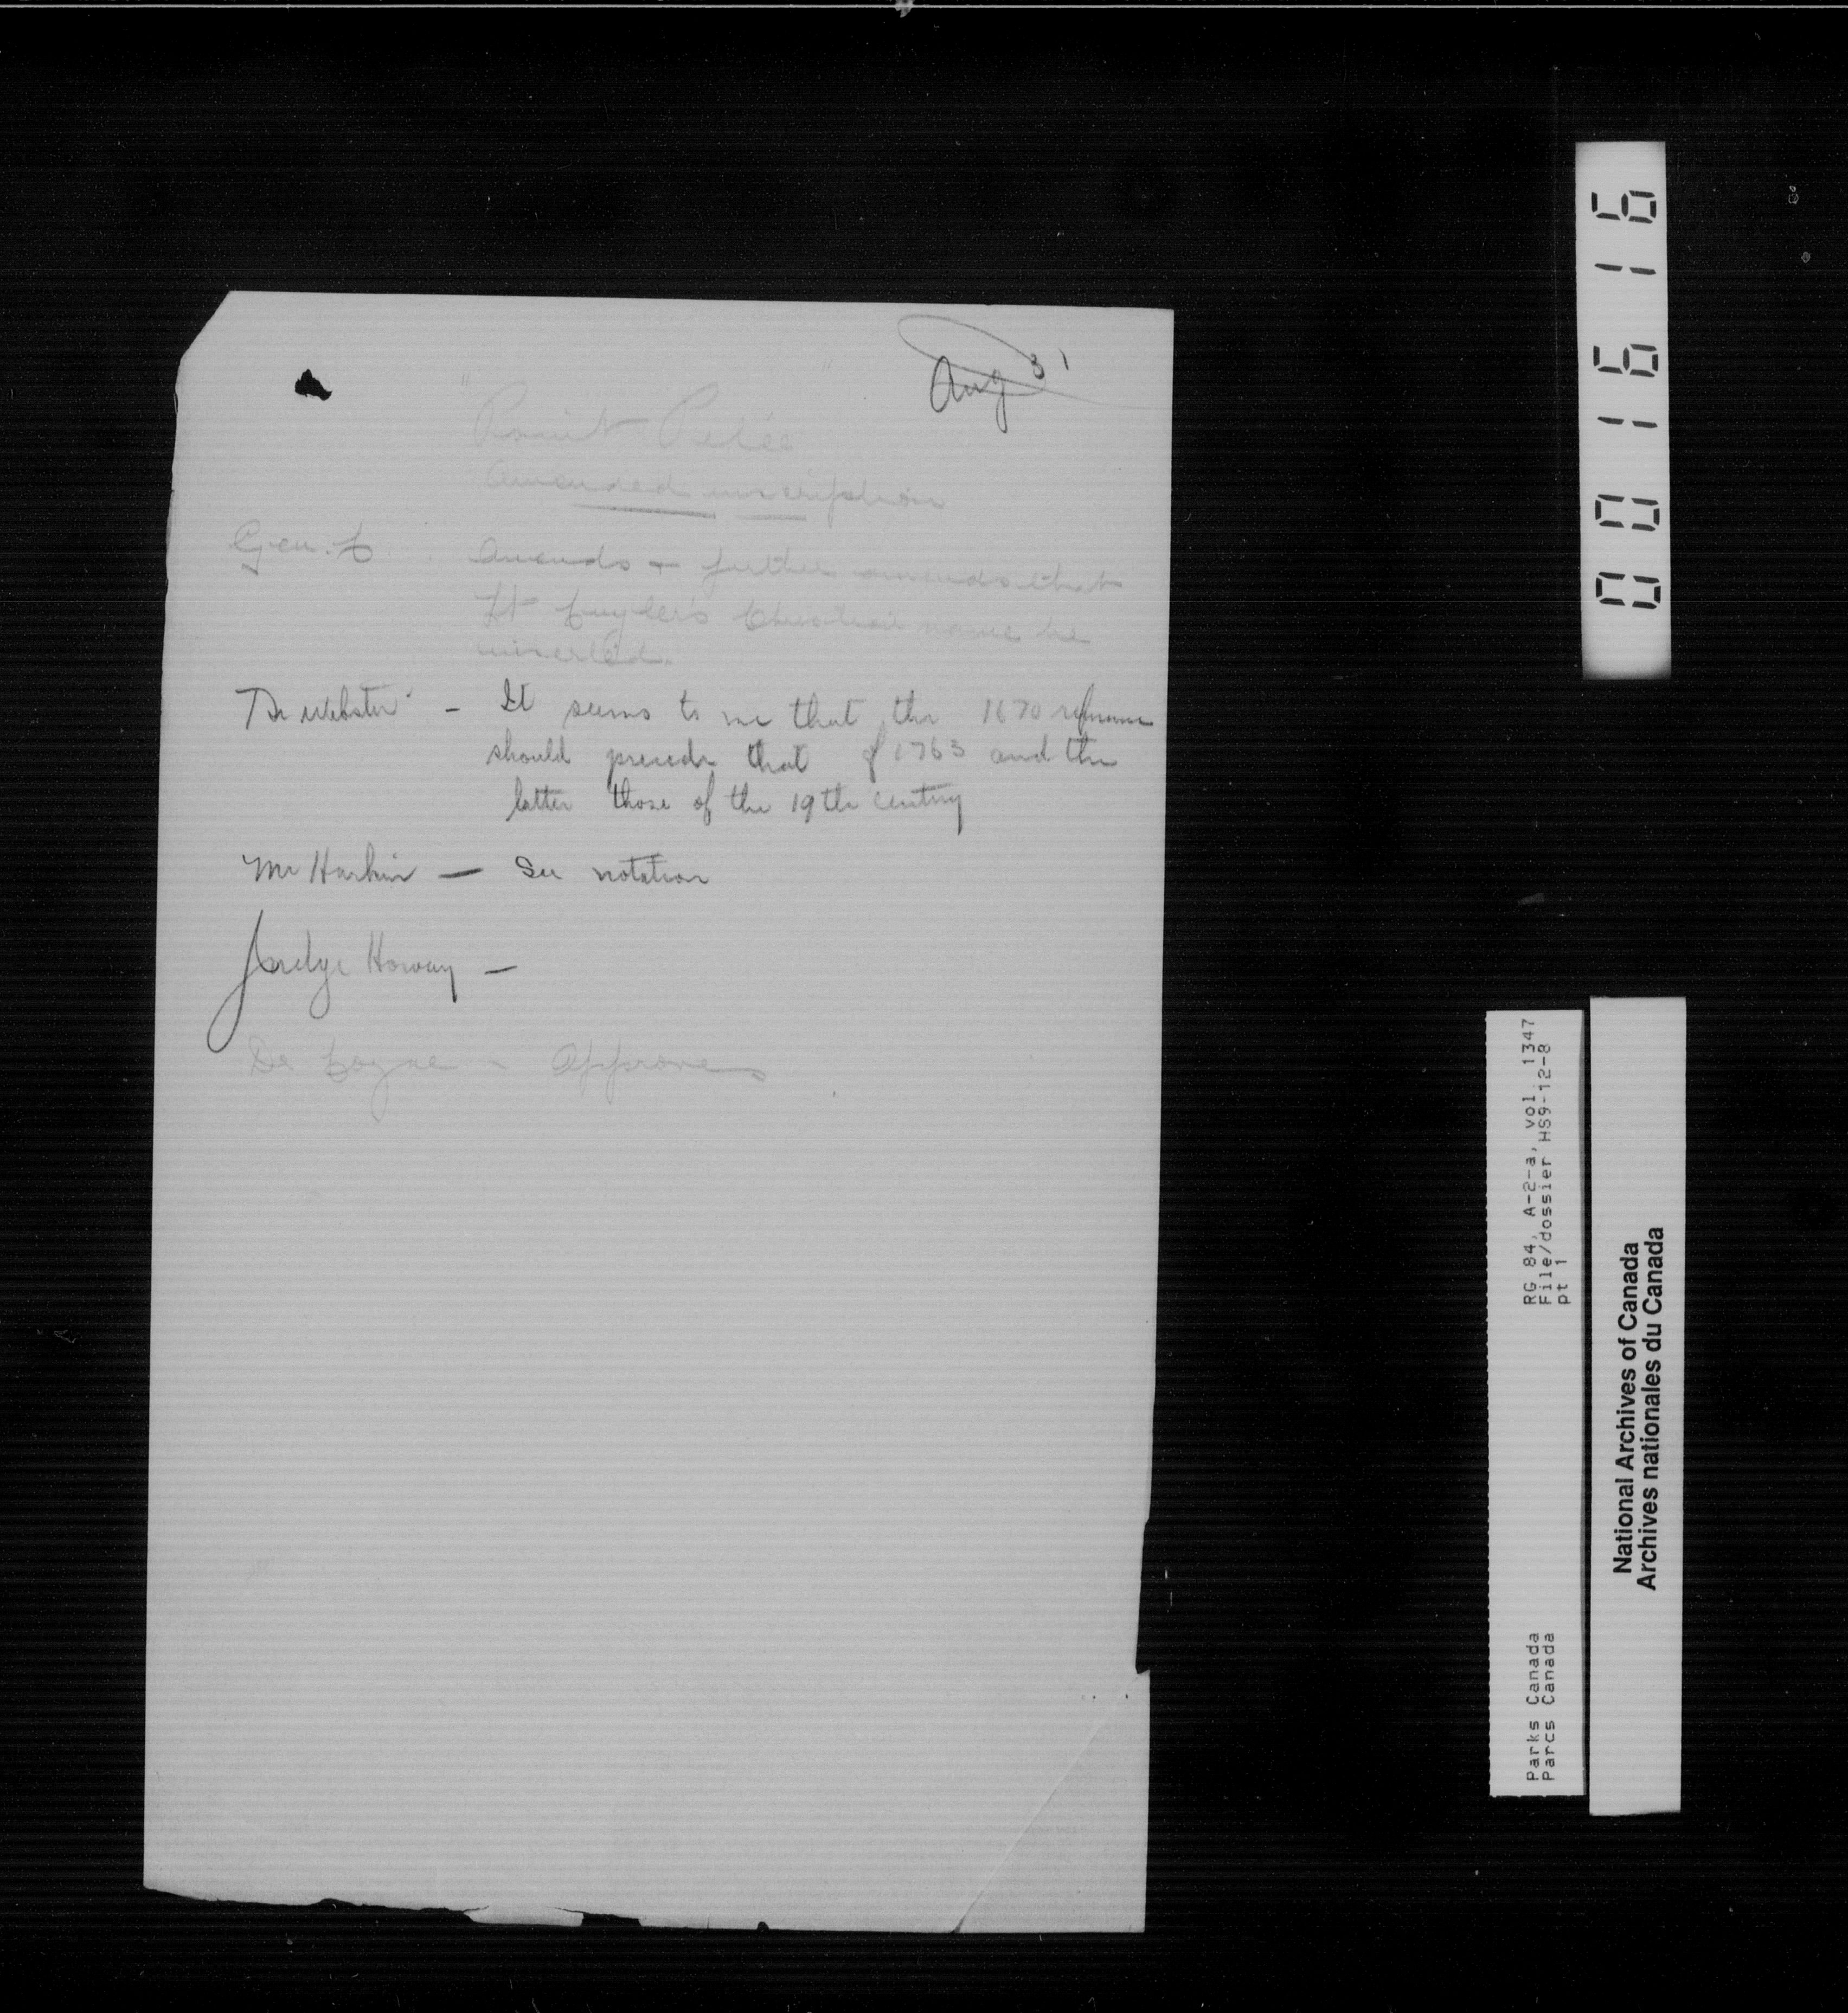 Aug 31
"Point Pelée"
Amended inscription
Gen. C. Amends + further amends that
Lt Cuyler's Christian name be
inserted.
Dr Webster - It seems to me that the 1670 reference
should precede that of 1763 and the
latter those of the 19th century
Mr Harkin — See notation
Judge Howay —
Dr Coyne - Approves
001616
RG 84, A-2-a, vol. 1347
File/dossier HS9-12-8
pt 1
Parks Canada
Parcs Canada
National Archives of Canada
Archives nationales du Canada